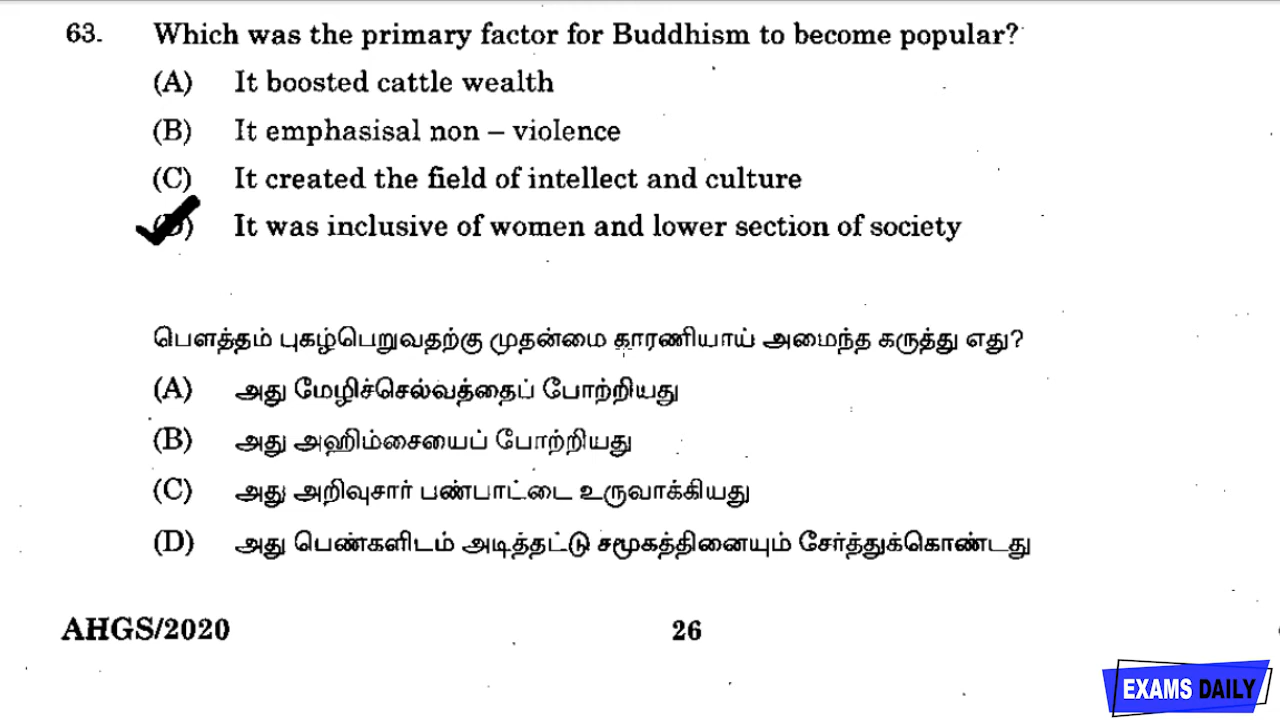 63. Which was the primary factor for Buddhism to become popular?
(A) It boosted cattle wealth
(B) It emphasisal non – violence
(C) It created the field of intellect and culture
(D) It was inclusive of women and lower section of society
பௌத்தம் புகழ்பெறுவதற்கு முதன்மை காரணியாய் அமைந்த கருத்து எது?
(A) அது மேழிச்செல்வத்தைப் போற்றியது
(B) அது அஹிம்சையைப் போற்றியது
(C) அது அறிவுசார் பண்பாட்டை உருவாக்கியது
(D) அது பெண்களிடம் அடித்தட்டு சமூகத்தினையும் சேர்த்துக்கொண்டது
AHGS/2020 26
EXAMS DAILY